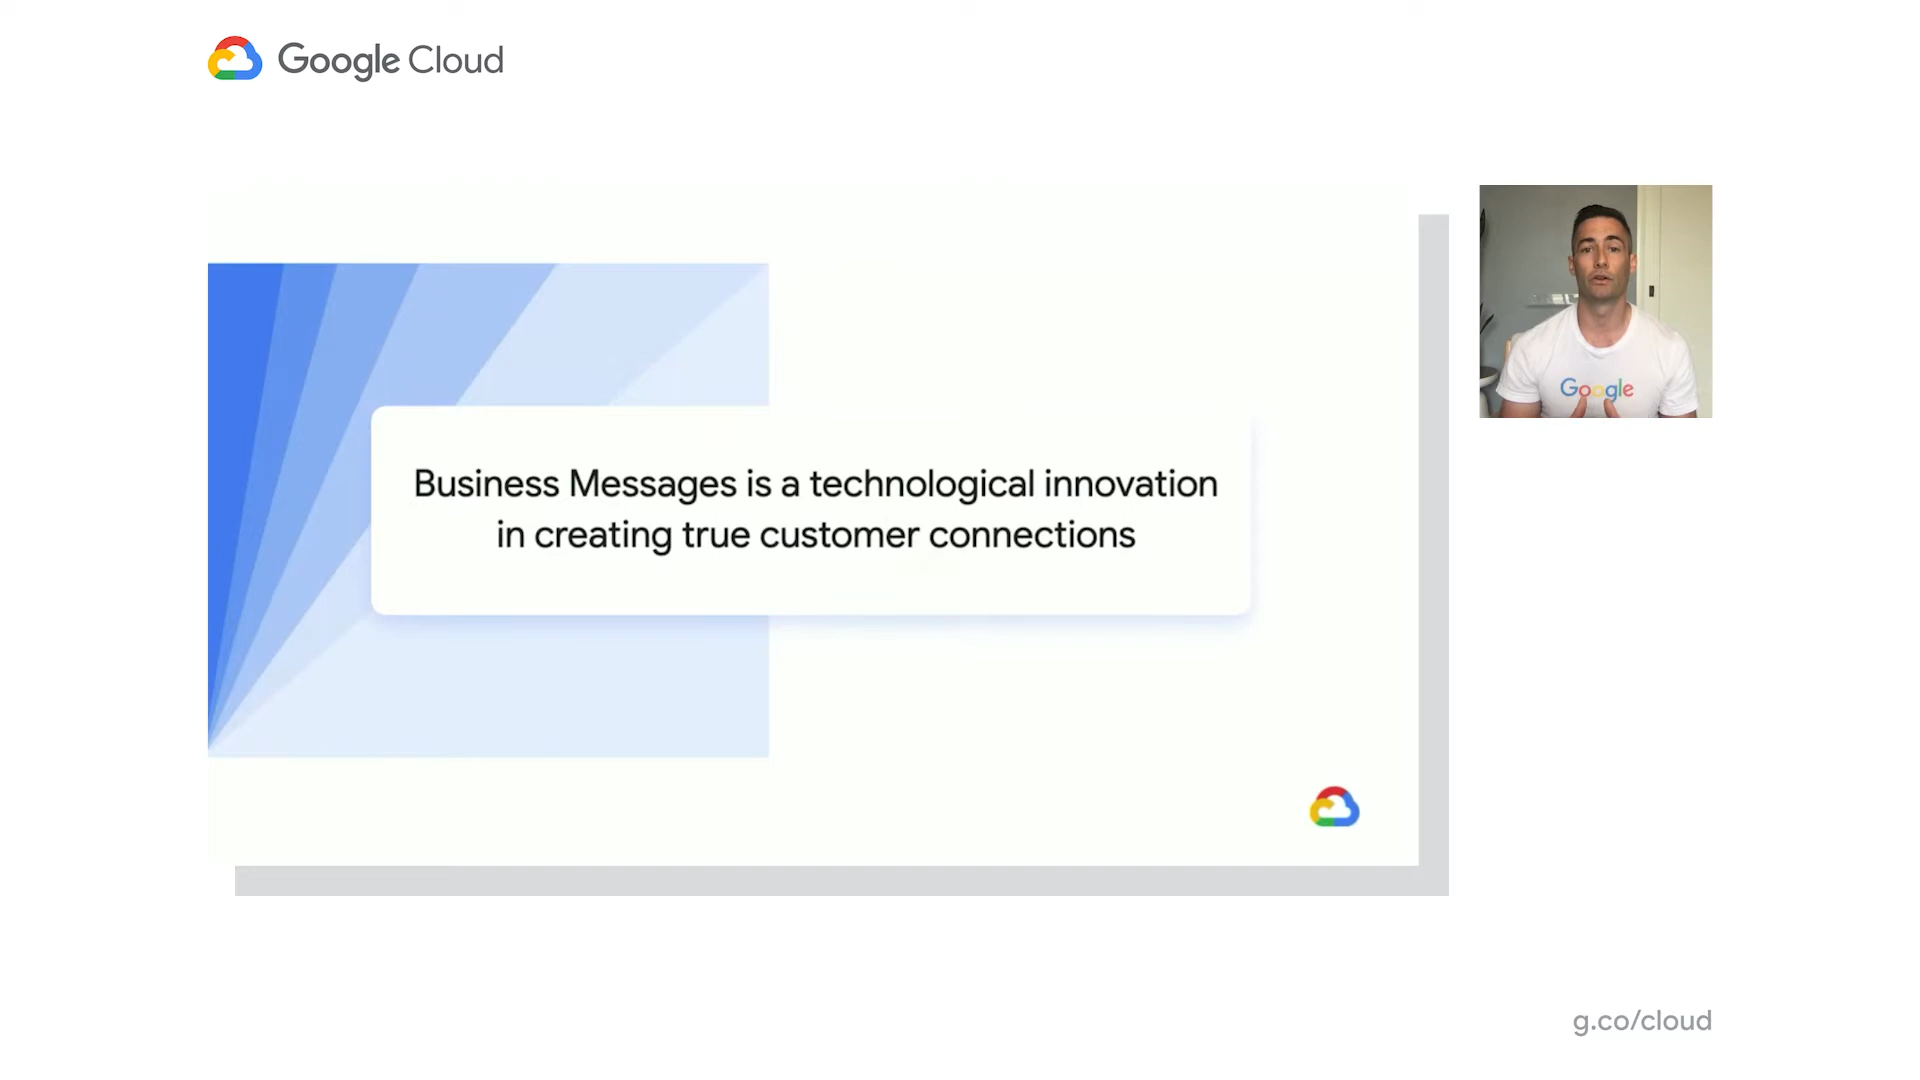 Google Cloud
Google
Business Messages is a technological innovation
in creating true customer connections
g.co/cloud